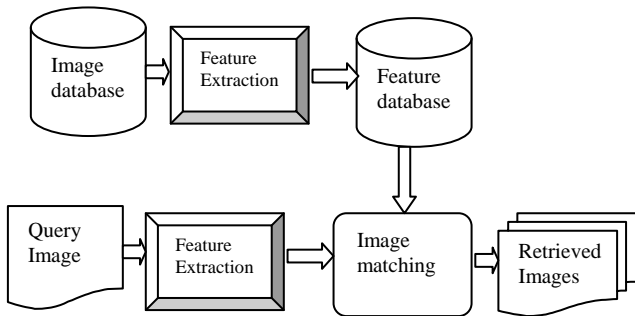 Image
database
Feature
Extraction
Feature
database
Query
Image
Feature
Extraction
Image
matching
Retrieved
Images